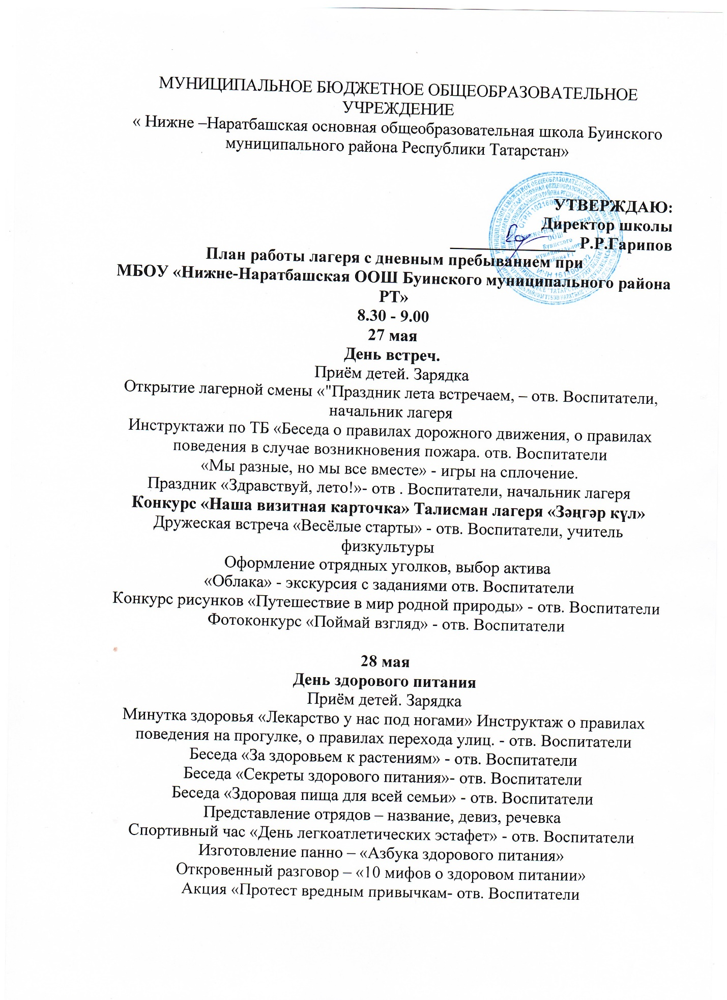 МУНИЦИПАЛЬНОЕ БЮДЖЕТНОЕ ОБЩЕОБРАЗОВАТЕЛЬНОЕ
УЧРЕЖДЕНИЕ
« Нижне –Наратбашская основная общеобразовательная школа Буинского
муниципального района Республики Татарстан»
УТВЕРЖДАЮ:
Директор школы
_______________ Р.Р.Гарипов
План работы лагеря с дневным пребыванием при
МБОУ «Нижне-Наратбашская ООШ Буинского муниципального района
РТ»
8.30 - 9.00
27 мая
День встреч.
Приём детей. Зарядка
Открытие лагерной смены «"Праздник лета встречаем, – отв. Воспитатели,
начальник лагеря
Инструктажи по ТБ «Беседа о правилах дорожного движения, о правилах
поведения в случае возникновения пожара. отв. Воспитатели
«Мы разные, но мы все вместе» - игры на сплочение.
Праздник «Здравствуй, лето!»- отв . Воспитатели, начальник лагеря
Конкурс «Наша визитная карточка» Талисман лагеря «Зәңгәр күл»
Дружеская встреча «Весёлые старты» - отв. Воспитатели, учитель
физкультуры
Оформление отрядных уголков, выбор актива
«Облака» - экскурсия с заданиями отв. Воспитатели
Конкурс рисунков «Путешествие в мир родной природы» - отв. Воспитатели
Фотоконкурс «Поймай взгляд» - отв. Воспитатели
28 мая
День здорового питания
Приём детей. Зарядка
Минутка здоровья «Лекарство у нас под ногами» Инструктаж о правилах
поведения на прогулке, о правилах перехода улиц. - отв. Воспитатели
Беседа «За здоровьем к растениям» - отв. Воспитатели
Беседа «Секреты здорового питания»- отв. Воспитатели
Беседа «Здоровая пища для всей семьи» - отв. Воспитатели
Представление отрядов – название, девиз, речевка
Спортивный час «День легкоатлетических эстафет» - отв. Воспитатели
Изготовление панно – «Азбука здорового питания»
Откровенный разговор – «10 мифов о здоровом питании»
Акция «Протест вредным привычкам- отв. Воспитатели